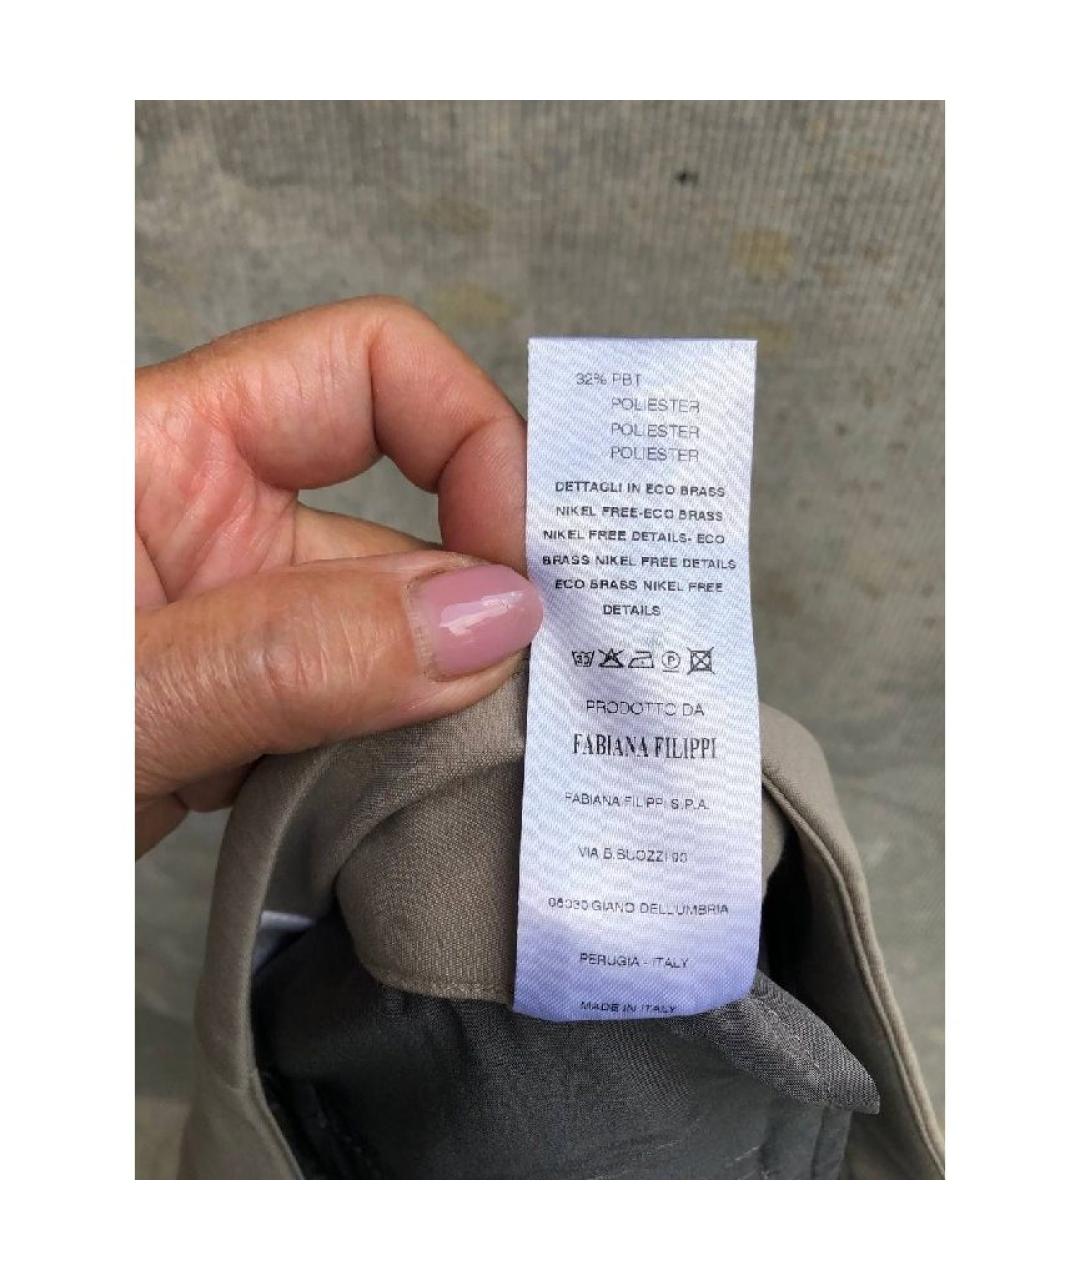 32% PBT
POLIESTER
POLIESTER
POLIESTER
DETTAGLI IN ECO BRASS
NIKEL FREE-ECO BRASS
NIKEL FREE DETAILS- ECO
BRASS NIKEL FREE DETAILS
ECO BRASS NIKEL FREE
DETAILS
PRODOTTO DA
FABIANA FILIPPI
FABIANA FILIPPI S.P.A.
VIA B.BUOZZI
GIANO DELL'UMBRIA
PERUGIA - ITALY
MADE IN ITALY